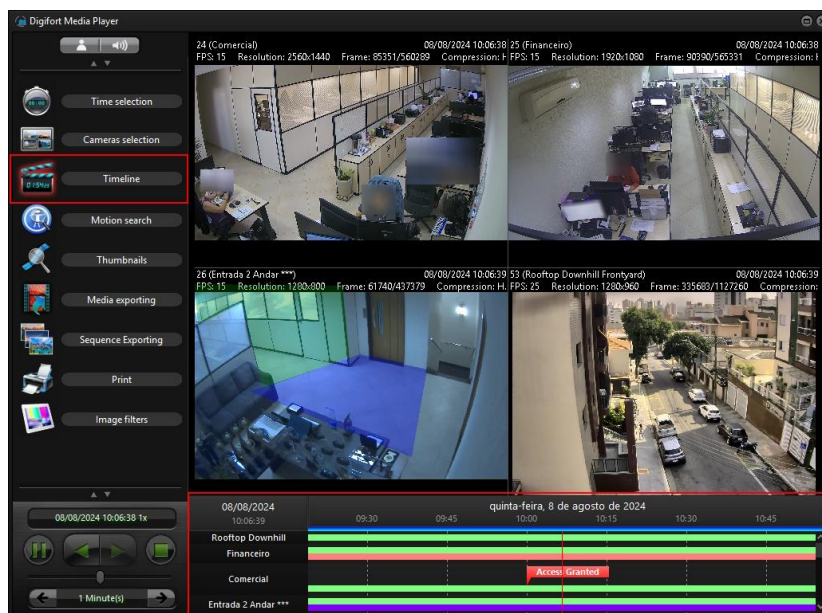 Digifort Media Player
Time selection
Cameras selection
Timeline
Motion search
Thumbnails
Media exporting
Sequence Exporting
Print
Image filters
08/08/2024 10:06:38 1x
1 Minute(s)
24 (Comercial) 08/08/2024 10:06:38
FPS: 15 Resolution: 2560x1440 Frame: 85351/560289 Compression: H
25 (Financeiro) 08/08/2024 10:06:38
FPS: 15 Resolution: 1920x1080 Frame: 90390/565331 Compression: H
26 (Entrada 2 Andar ***) 08/08/2024 10:06:39
FPS: 15 Resolution: 1280x800 Frame: 61740/437379 Compression: H.
53 (Rooftop Downhill Frontyard) 08/08/2024 10:06:39
FPS: 25 Resolution: 1280x960 Frame: 335683/1127260 Compression:
08/08/2024
10:06:39
quinta-feira, 8 de agosto de 2024
09:30 09:45 10:00 10:15 10:30 10:45
Rooftop Downhill
Financeiro
Comercial
Access Granted
Entrada 2 Andar ***